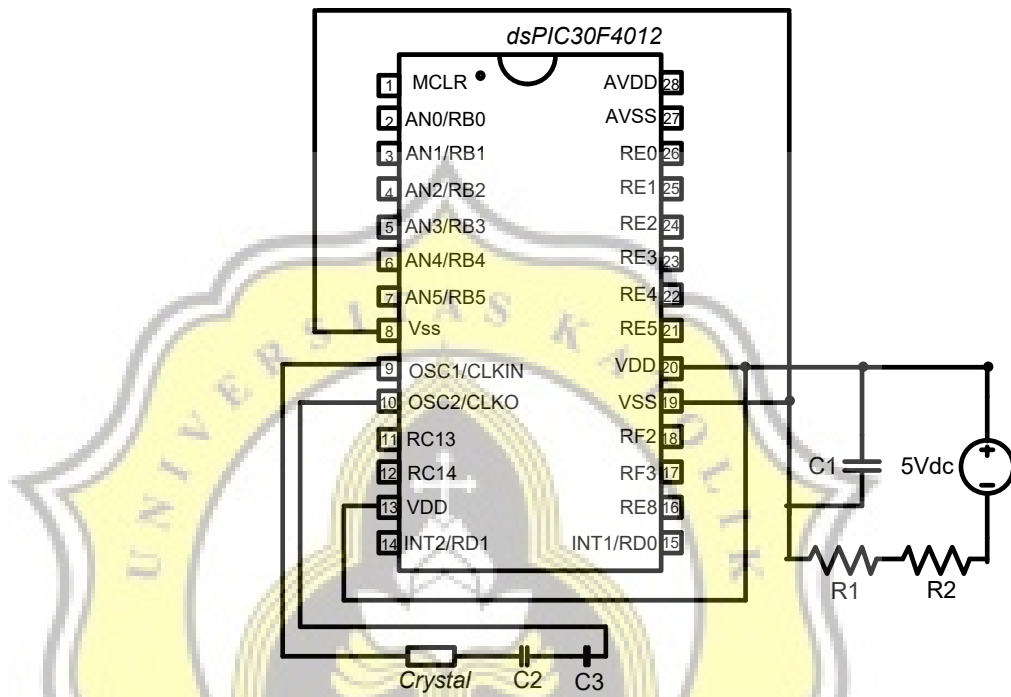 dsPIC30F4012
1 MCLR AVDD 28
2 AN0/RB0 AVSS 27
3 AN1/RB1 RE0 26
4 AN2/RB2 RE1 25
5 AN3/RB3 RE2 24
6 AN4/RB4 RE3 23
7 AN5/RB5 RE4 22
8 Vss RE5 21
9 OSC1/CLKIN VDD 20
10 OSC2/CLKO VSS 19
11 RC13 RF2 18
12 RC14 RF3 17
13 VDD RE8 16
14 INT2/RD1 INT1/RD0 15
C1 5Vdc
R1 R2
Crystal C2 C3
UNIVERSITAS KATOLIK